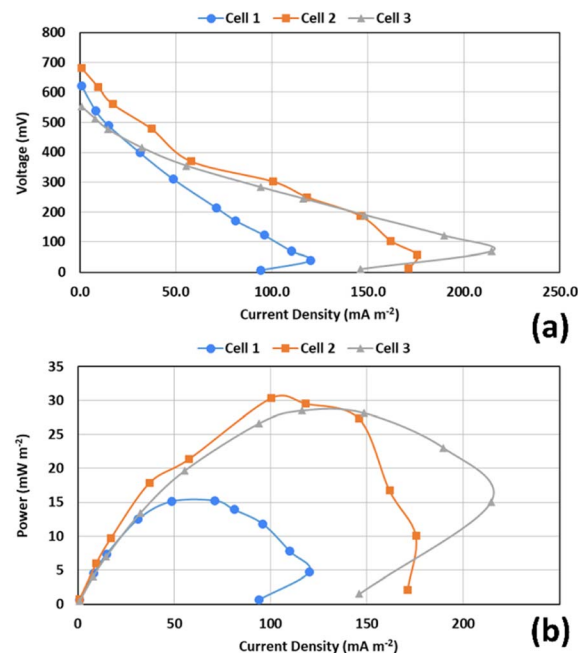 Cell 1 Cell 2 Cell 3
800
700
600
500
400
300
200
100
0
Voltage (mV)
0.0 50.0 100.0 150.0 200.0 250.0
Current Density (mA m-2)
(a)
Cell 1 Cell 2 Cell 3
35
30
25
20
15
10
5
0
Power (mW m-2)
0 50 100 150 200
Current Density (mA m-2)
(b)